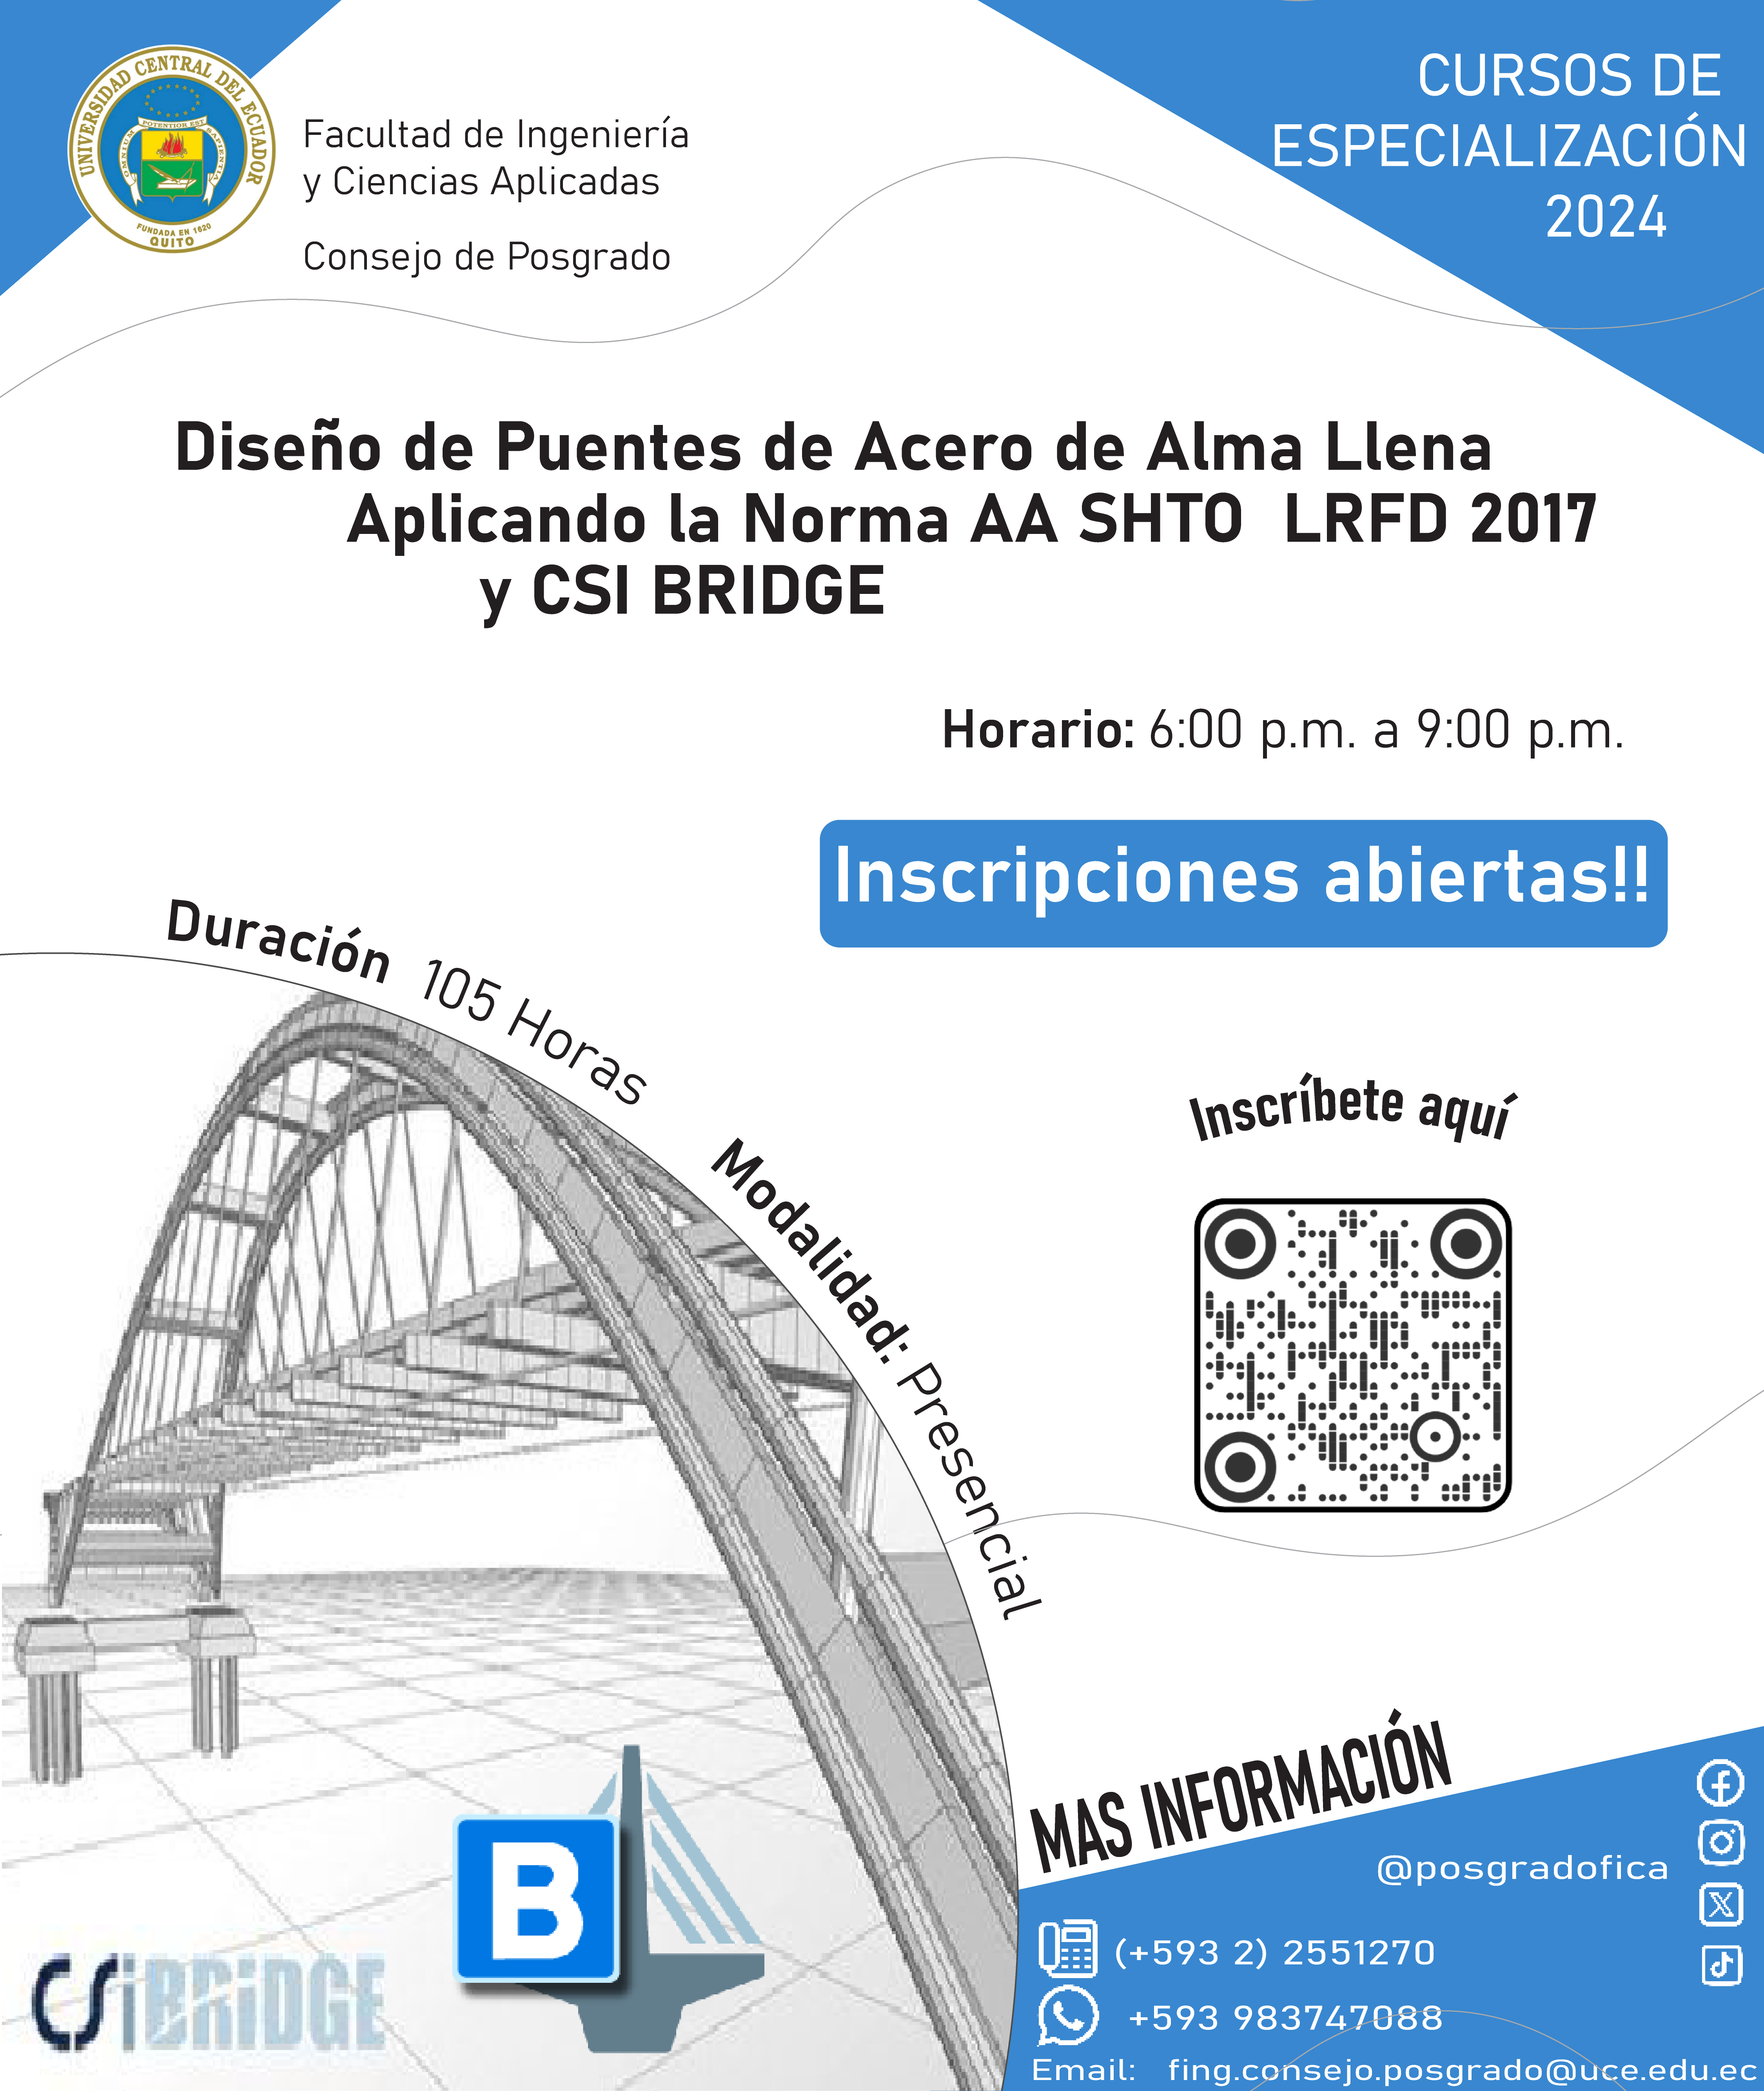 UNIVERSIDAD CENTRAL DEL ECUADOR
OMNIUM POTENTIOR EST SAPIENTIA
FUNDADA EN 1620
QUITO
Facultad de Ingeniería
y Ciencias Aplicadas
Consejo de Posgrado
CURSOS DE
ESPECIALIZACIÓN
2024
Diseño de Puentes de Acero de Alma Llena
Aplicando la Norma AA SHTO  LRFD 2017
y CSI BRIDGE
Horario: 6:00 p.m. a 9:00 p.m.
Inscripciones abiertas!!
Duración 105 Horas
Modalidad: Presencial
Inscríbete aquí
MAS INFORMACIÓN
@posgradofica
(+593 2) 2551270
+593 983747088
Email: fing.consejo.posgrado@uce.edu.ec
B
CSiBRiDGE